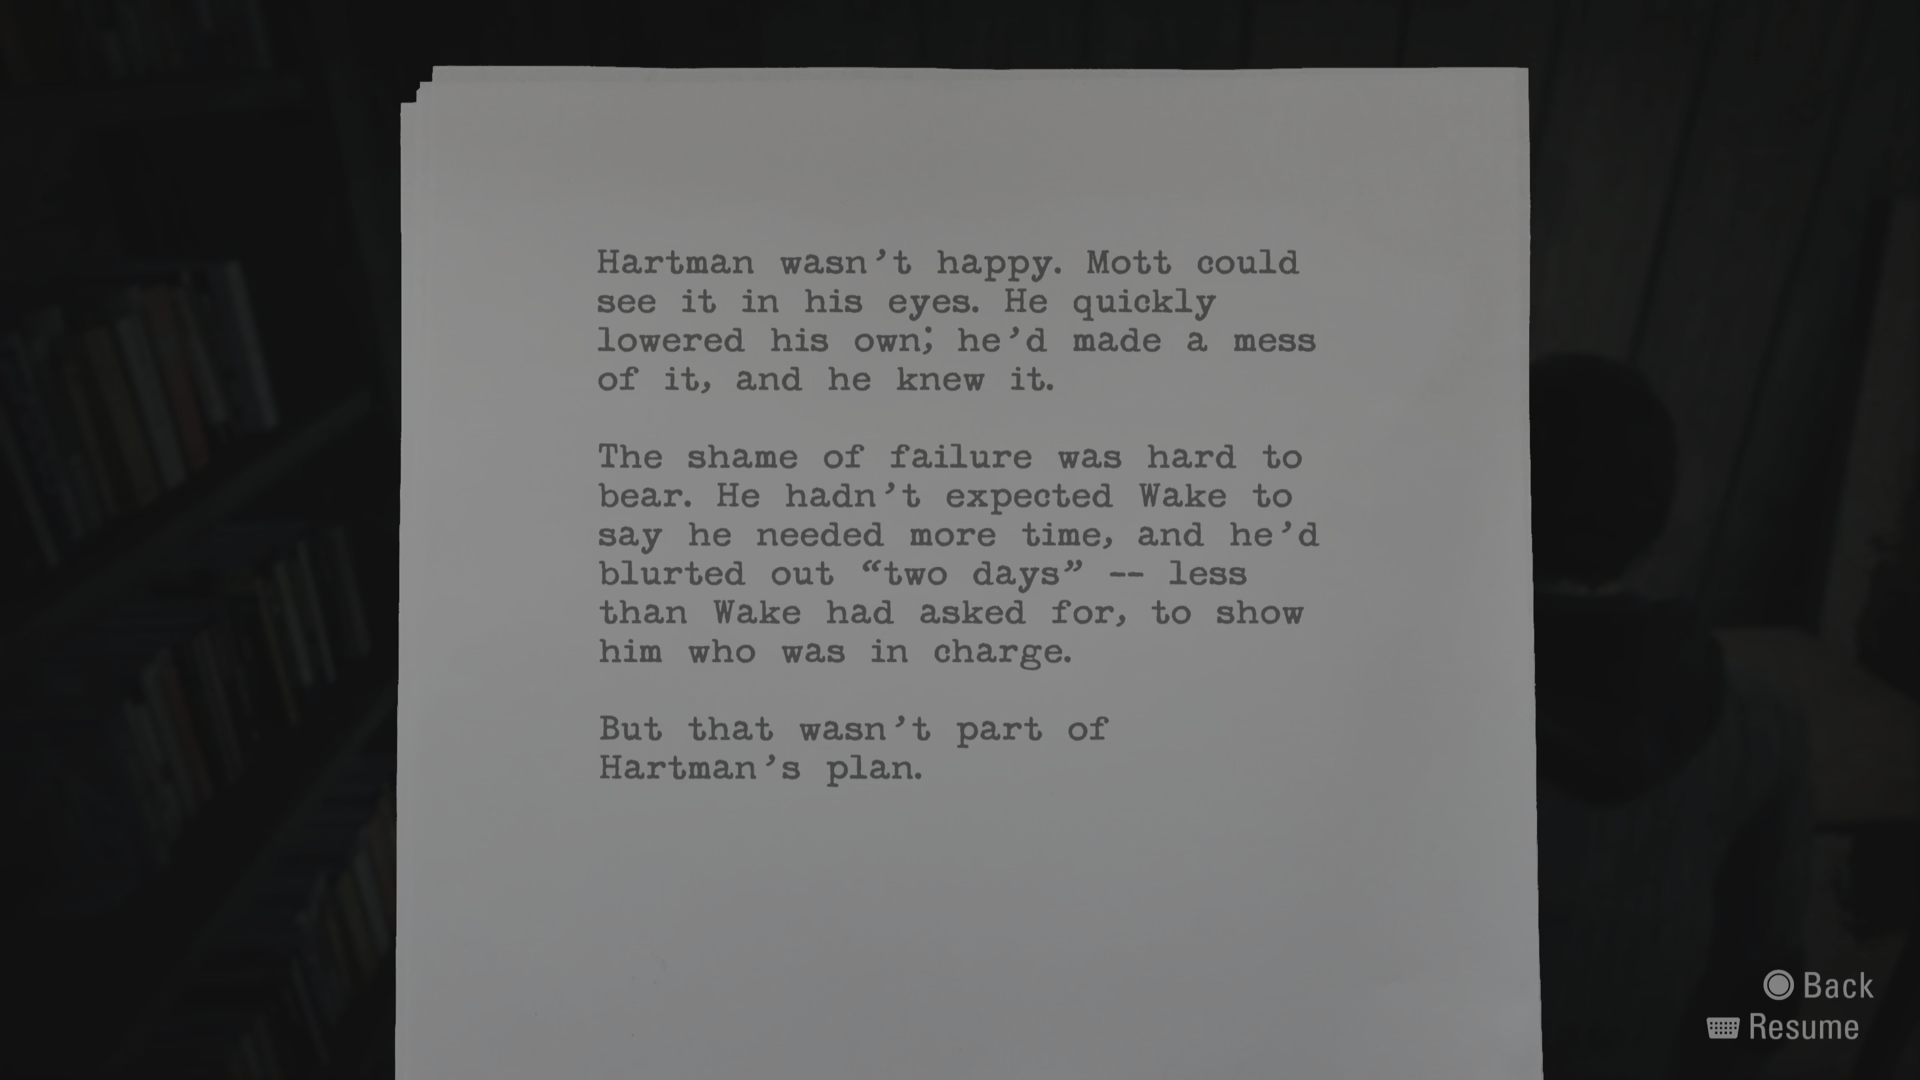 Hartman wasn’t happy. Mott could
see it in his eyes. He quickly
lowered his own; he’d made a mess
of it, and he knew it.
The shame of failure was hard to
bear. He hadn’t expected Wake to
say he needed more time, and he’d
blurted out “two days” -- less
than Wake had asked for, to show
him who was in charge.
But that wasn’t part of
Hartman’s plan.
Back
Resume